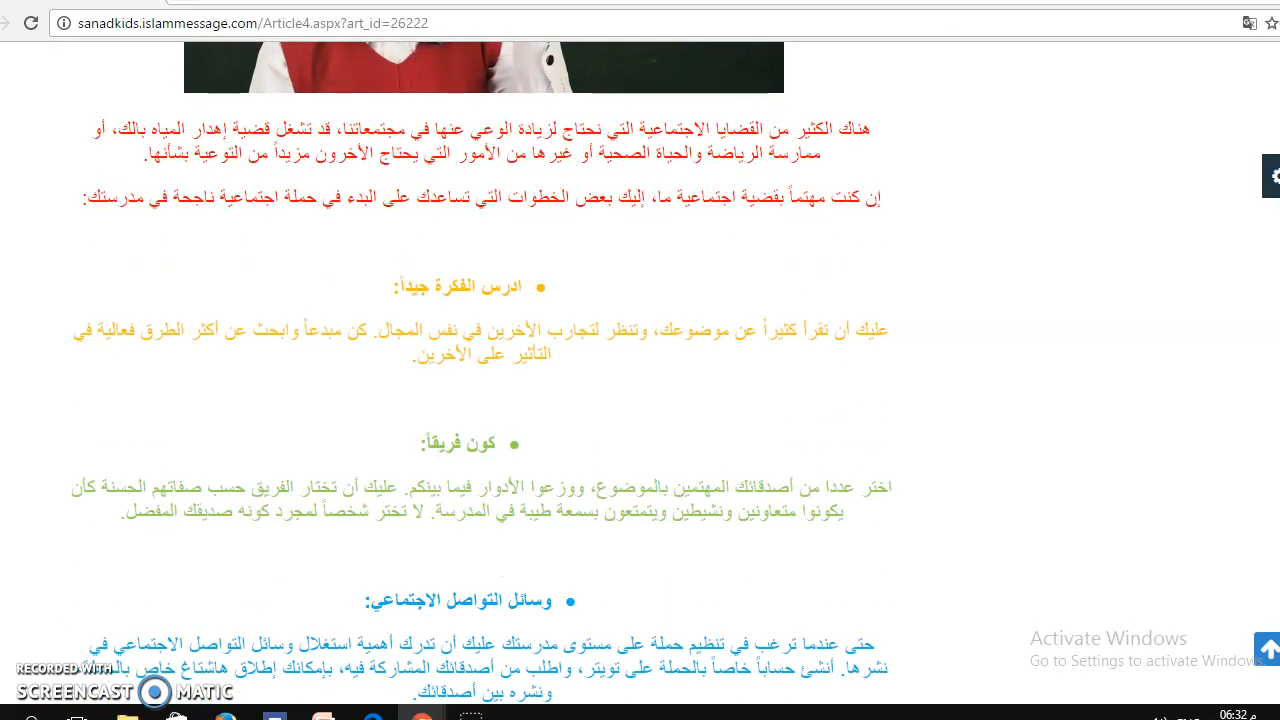 sanadkids.islammessage.com/Article4.aspx?art_id=26222
هناك الكثير من القضايا الاجتماعية التي نحتاج لزيادة الوعي عنها في مجتمعاتنا، قد تشغل قضية إهدار المياه بالك، أو
ممارسة الرياضة والحياة الصحية أو غيرها من الأمور التي يحتاج الأخرون مزيداً من التوعية بشأنها.
إن كنت مهتماً بقضية اجتماعية ما، إليك بعض الخطوات التي تساعدك على البدء في حملة اجتماعية ناجحة في مدرستك:
• ادرس الفكرة جيداً:
عليك أن تقرأ كثيراً عن موضوعك، وتنظر لتجارب الأخرين في نفس المجال. كن مبدعاً وابحث عن أكثر الطرق فعالية في
التأثير على الأخرين.
• كون فريقاً:
اختر عددا من أصدقائك المهتمين بالموضوع، ووزعوا الأدوار فيما بينكم. عليك أن تختار الفريق حسب صفاتهم الحسنة كأن
يكونوا متعاونين ونشيطين ويتمتعون بسمعة طيبة في المدرسة. لا تختر شخصاً لمجرد كونه صديقك المفضل.
• وسائل التواصل الاجتماعي:
حتى عندما ترغب في تنظيم حملة على مستوى مدرستك عليك أن تدرك أهمية استغلال وسائل التواصل الاجتماعي في
نشرها. أنشئ حساباً خاصاً بالحملة على تويتر، واطلب من أصدقائك المشاركة فيه، بإمكانك إطلاق هاشتاغ خاص
ونشره بين أصدقائك.
Activate Windows
Go to Settings to activate Windows
RECORDED WITH
SCREENCAST MATIC
06:32 م